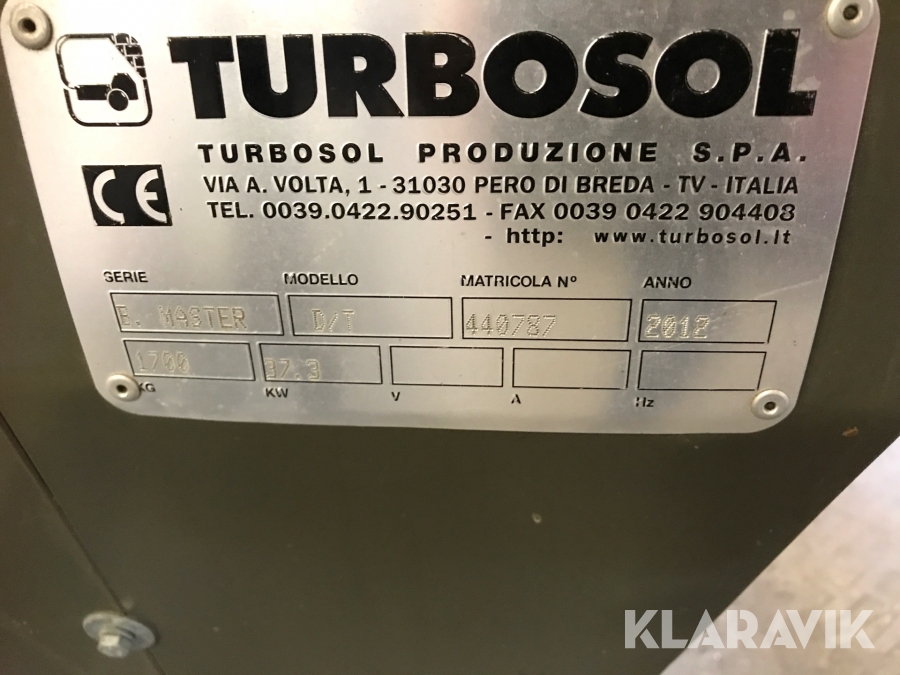 TURBOSOL
TURBOSOL PRODUZIONE S.P.A.
CE
VIA A. VOLTA, 1 - 31030 PERO DI BREDA - TV - ITALIA
TEL. 0039.0422.90251 - FAX 0039 0422 904408
- http: www.turbosol.it
SERIE MODELLO MATRICOLA N° ANNO
B. MASTER D/T 440787 2012
1700 37.3
KG KW V A Hz
KLARAVIK